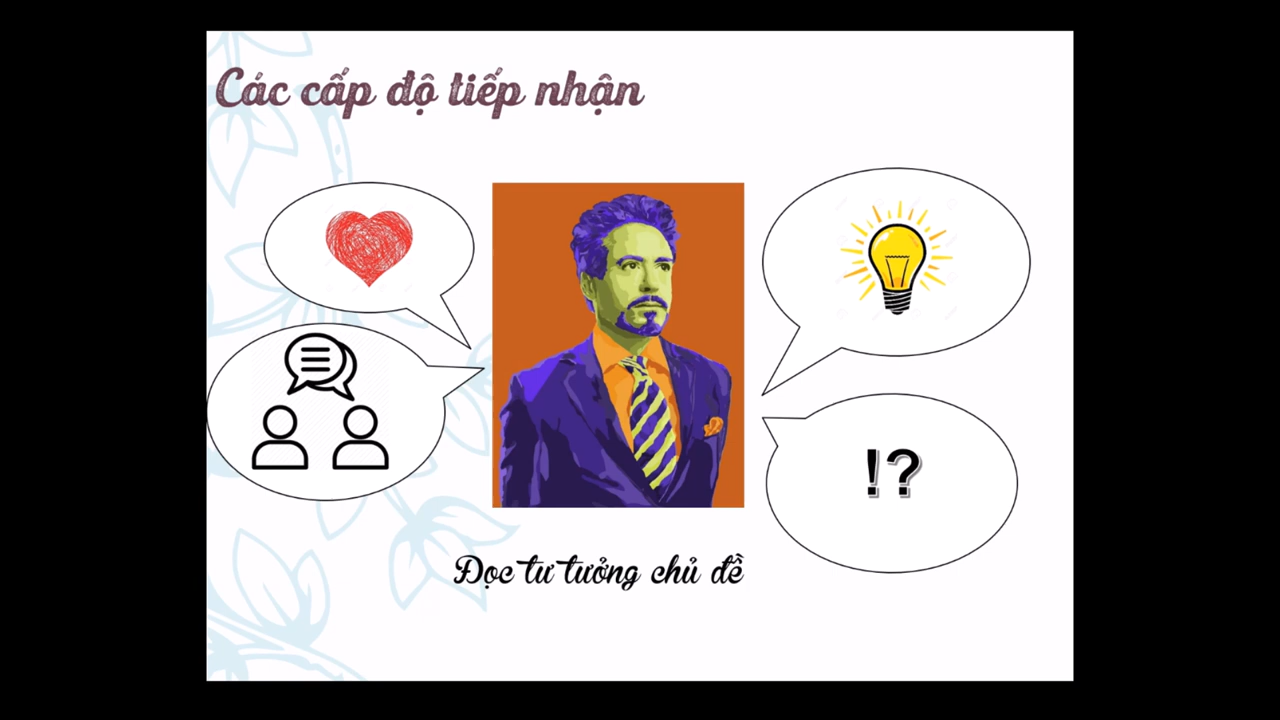 Các cấp độ tiếp nhận
!?
Đọc tư tưởng chủ đề